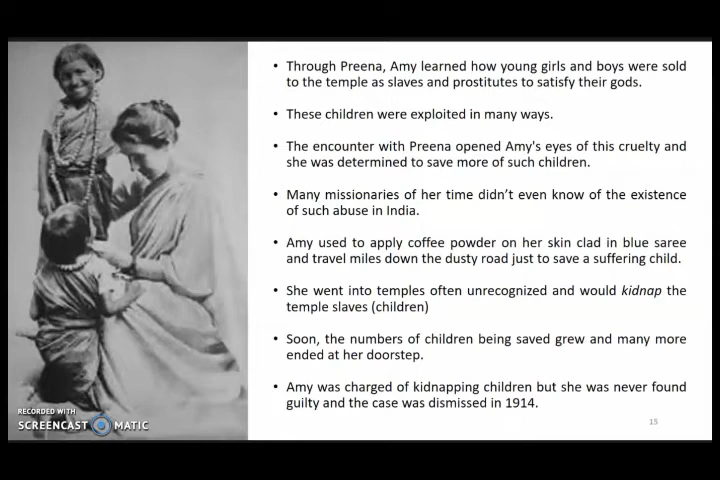 • Through Preena, Amy learned how young girls and boys were sold
to the temple as slaves and prostitutes to satisfy their gods.
• These children were exploited in many ways.
• The encounter with Preena opened Amy's eyes of this cruelty and
she was determined to save more of such children.
• Many missionaries of her time didn't even know of the existence
of such abuse in India.
• Amy used to apply coffee powder on her skin clad in blue saree
and travel miles down the dusty road just to save a suffering child.
• She went into temples often unrecognized and would kidnap the
temple slaves (children)
• Soon, the numbers of children being saved grew and many more
ended at her doorstep.
• Amy was charged of kidnapping children but she was never found
guilty and the case was dismissed in 1914.
RECORDED WITH
SCREENCAST MATIC
15